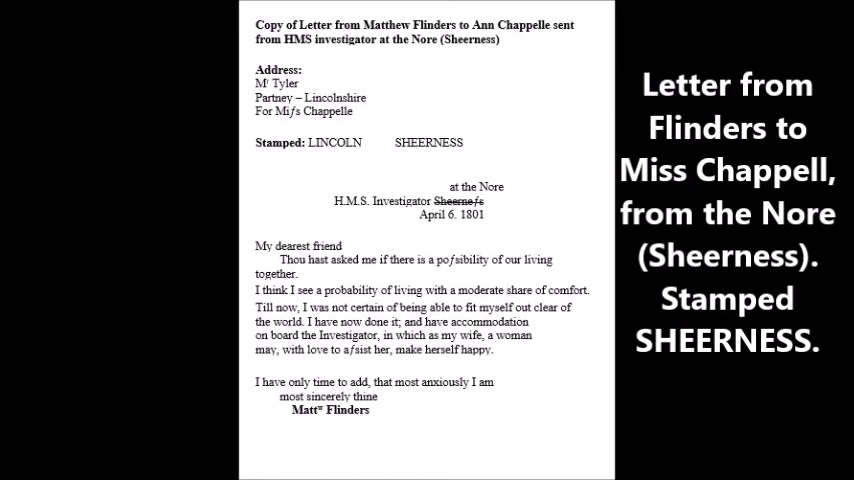 Copy of Letter from Matthew Flinders to Ann Chappelle sent
from HMS investigator at the Nore (Sheerness)
Address:
Mʳ Tyler
Partney – Lincolnshire
For Miƒs Chappelle
Stamped: LINCOLN SHEERNESS
at the Nore
H.M.S. Investigator Sheerneƒs
April 6. 1801
My dearest friend
Thou hast asked me if there is a poƒsibility of our living
together.
I think I see a probability of living with a moderate share of comfort.
Till now, I was not certain of being able to fit myself out clear of
the world. I have now done it; and have accommodation
on board the Investigator, in which as my wife, a woman
may, with love to aƒsist her, make herself happy.
I have only time to add, that most anxiously I am
most sincerely thine
Mattʷ Flinders
Letter from
Flinders to
Miss Chappell,
from the Nore
(Sheerness).
Stamped
SHEERNESS.